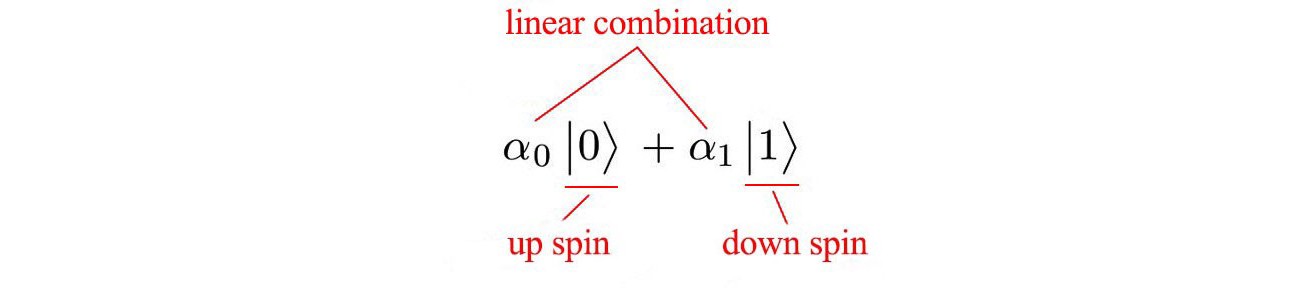 linear combination
α₀ |0⟩ + α₁ |1⟩
up spin down spin